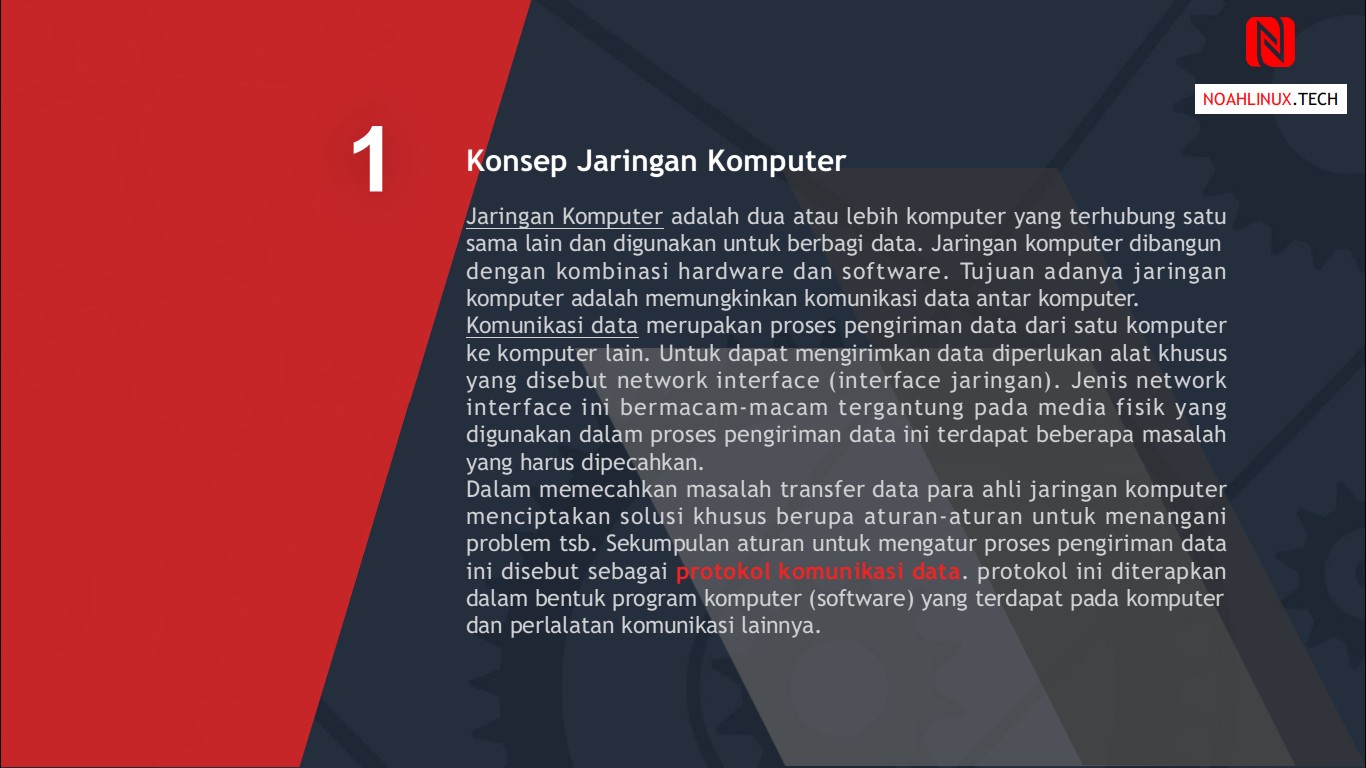 NOAHLINUX.TECH
1
Konsep Jaringan Komputer
Jaringan Komputer adalah dua atau lebih komputer yang terhubung satu
sama lain dan digunakan untuk berbagi data. Jaringan komputer dibangun
dengan kombinasi hardware dan software. Tujuan adanya jaringan
komputer adalah memungkinkan komunikasi data antar komputer.
Komunikasi data merupakan proses pengiriman data dari satu komputer
ke komputer lain. Untuk dapat mengirimkan data diperlukan alat khusus
yang disebut network interface (interface jaringan). Jenis network
interface ini bermacam-macam tergantung pada media fisik yang
digunakan dalam proses pengiriman data ini terdapat beberapa masalah
yang harus dipecahkan.
Dalam memecahkan masalah transfer data para ahli jaringan komputer
menciptakan solusi khusus berupa aturan-aturan untuk menangani
problem tsb. Sekumpulan aturan untuk mengatur proses pengiriman data
ini disebut sebagai protokol komunikasi data. protokol ini diterapkan
dalam bentuk program komputer (software) yang terdapat pada komputer
dan perlalatan komunikasi lainnya.